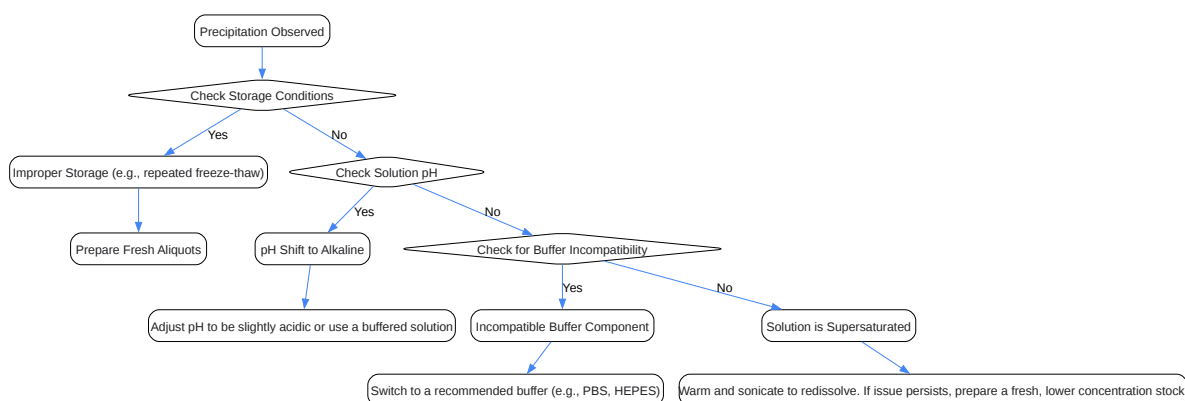 Precipitation Observed
Check Storage Conditions
Yes
No
Improper Storage (e.g., repeated freeze-thaw)
Check Solution pH
Yes
No
Prepare Fresh Aliquots
pH Shift to Alkaline
Check for Buffer Incompatibility
Yes
No
Adjust pH to be slightly acidic or use a buffered solution
Incompatible Buffer Component
Solution is Supersaturated
Switch to a recommended buffer (e.g., PBS, HEPES)
Warm and sonicate to redissolve. If issue persists, prepare a fresh, lower concentration stock